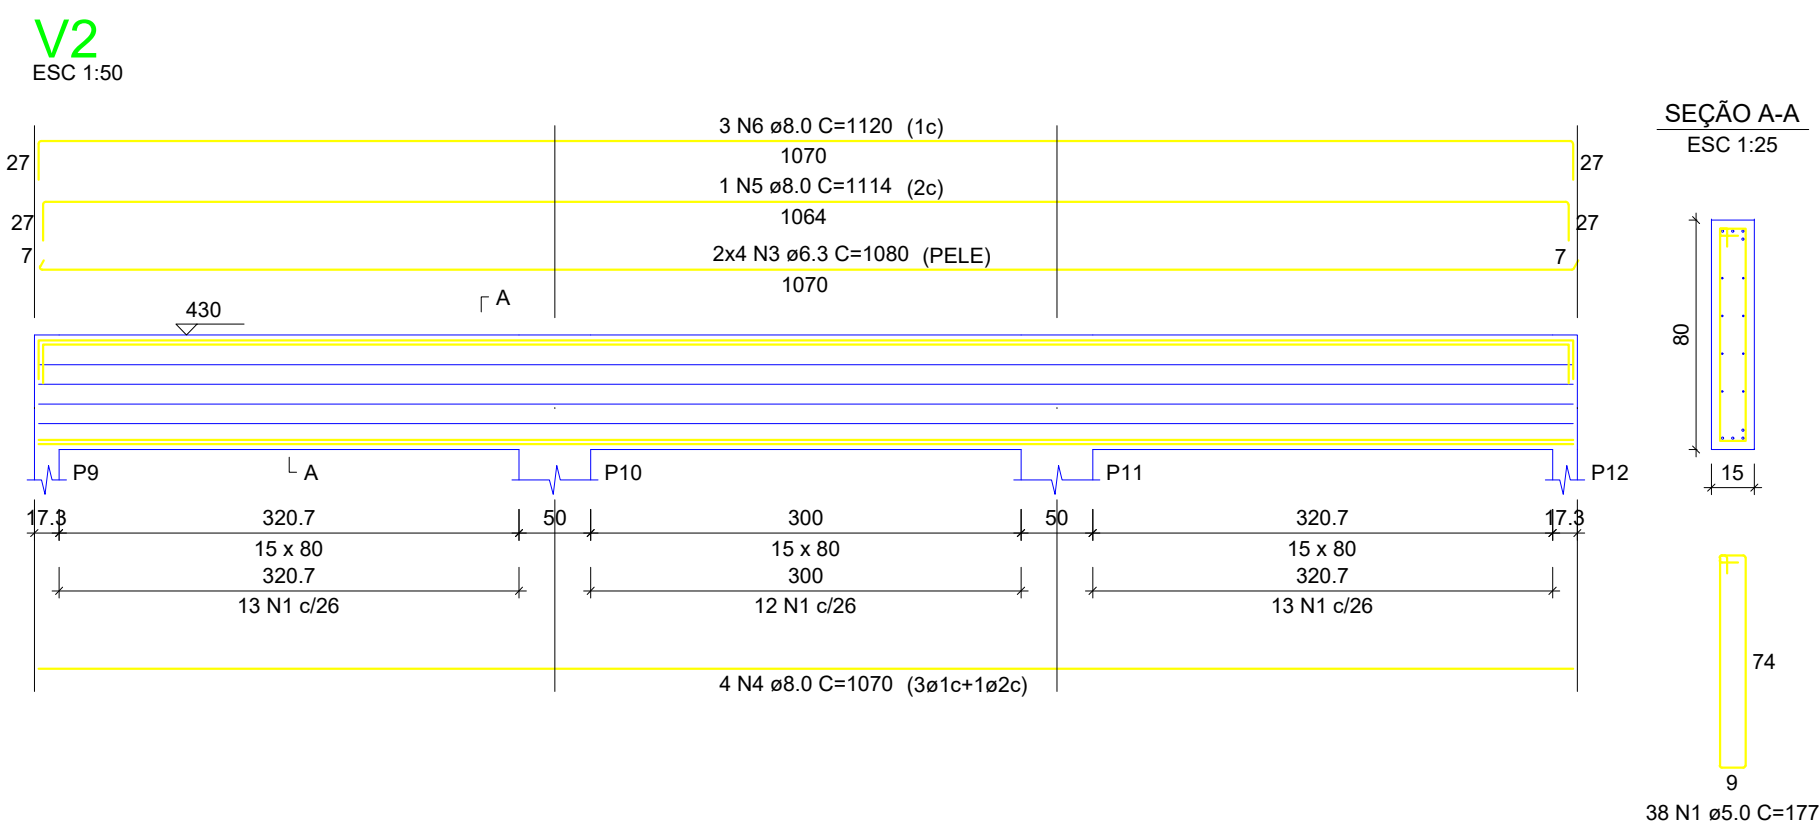 V2
ESC 1:50
SEÇÃO A-A
ESC 1:25
3 N6 ø8.0 C=1120 (1c)
27 1070 27
1 N5 ø8.0 C=1114 (2c)
27 1064 27
2x4 N3 ø6.3 C=1080 (PELE)
7 1070 7
A
430
80
A
P9 P10 P11 P12
15
17.3 320.7 50 300 50 320.7 17.3
15 x 80 15 x 80 15 x 80
320.7 300 320.7
13 N1 c/26 12 N1 c/26 13 N1 c/26
74
4 N4 ø8.0 C=1070 (3ø1c+1ø2c)
9
38 N1 ø5.0 C=177